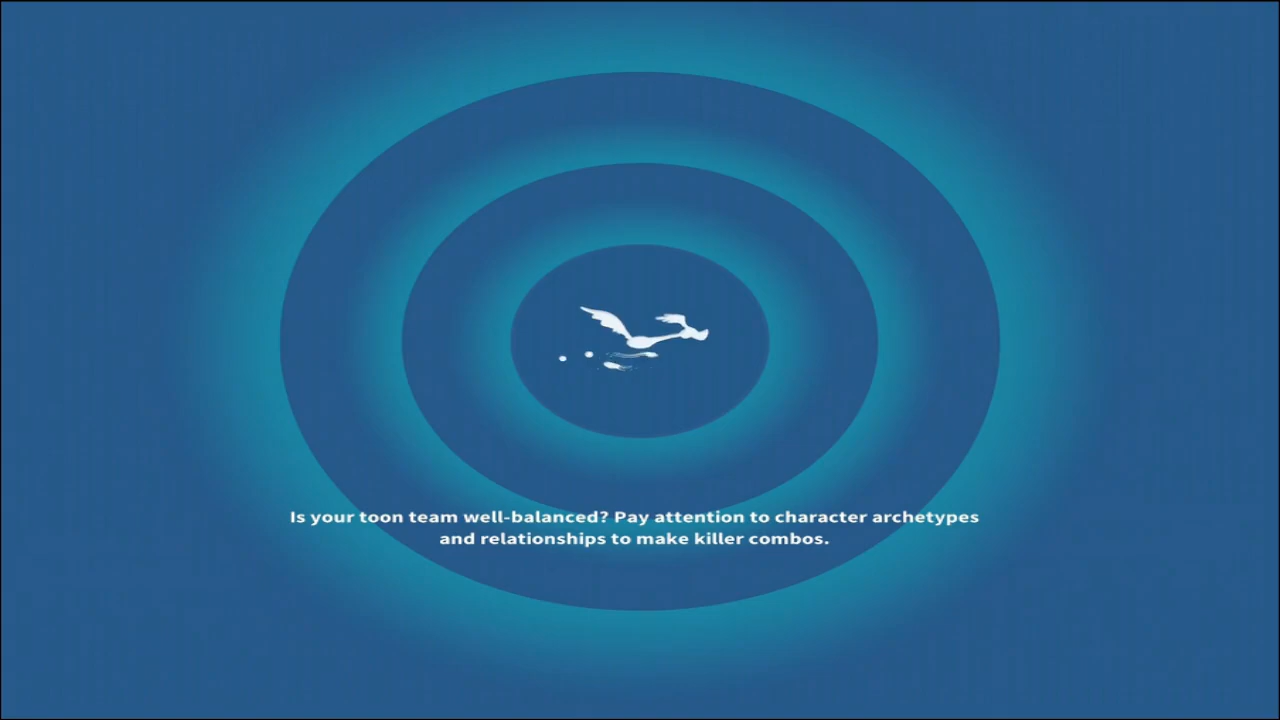 Is your toon team well-balanced? Pay attention to character archetypes
and relationships to make killer combos.